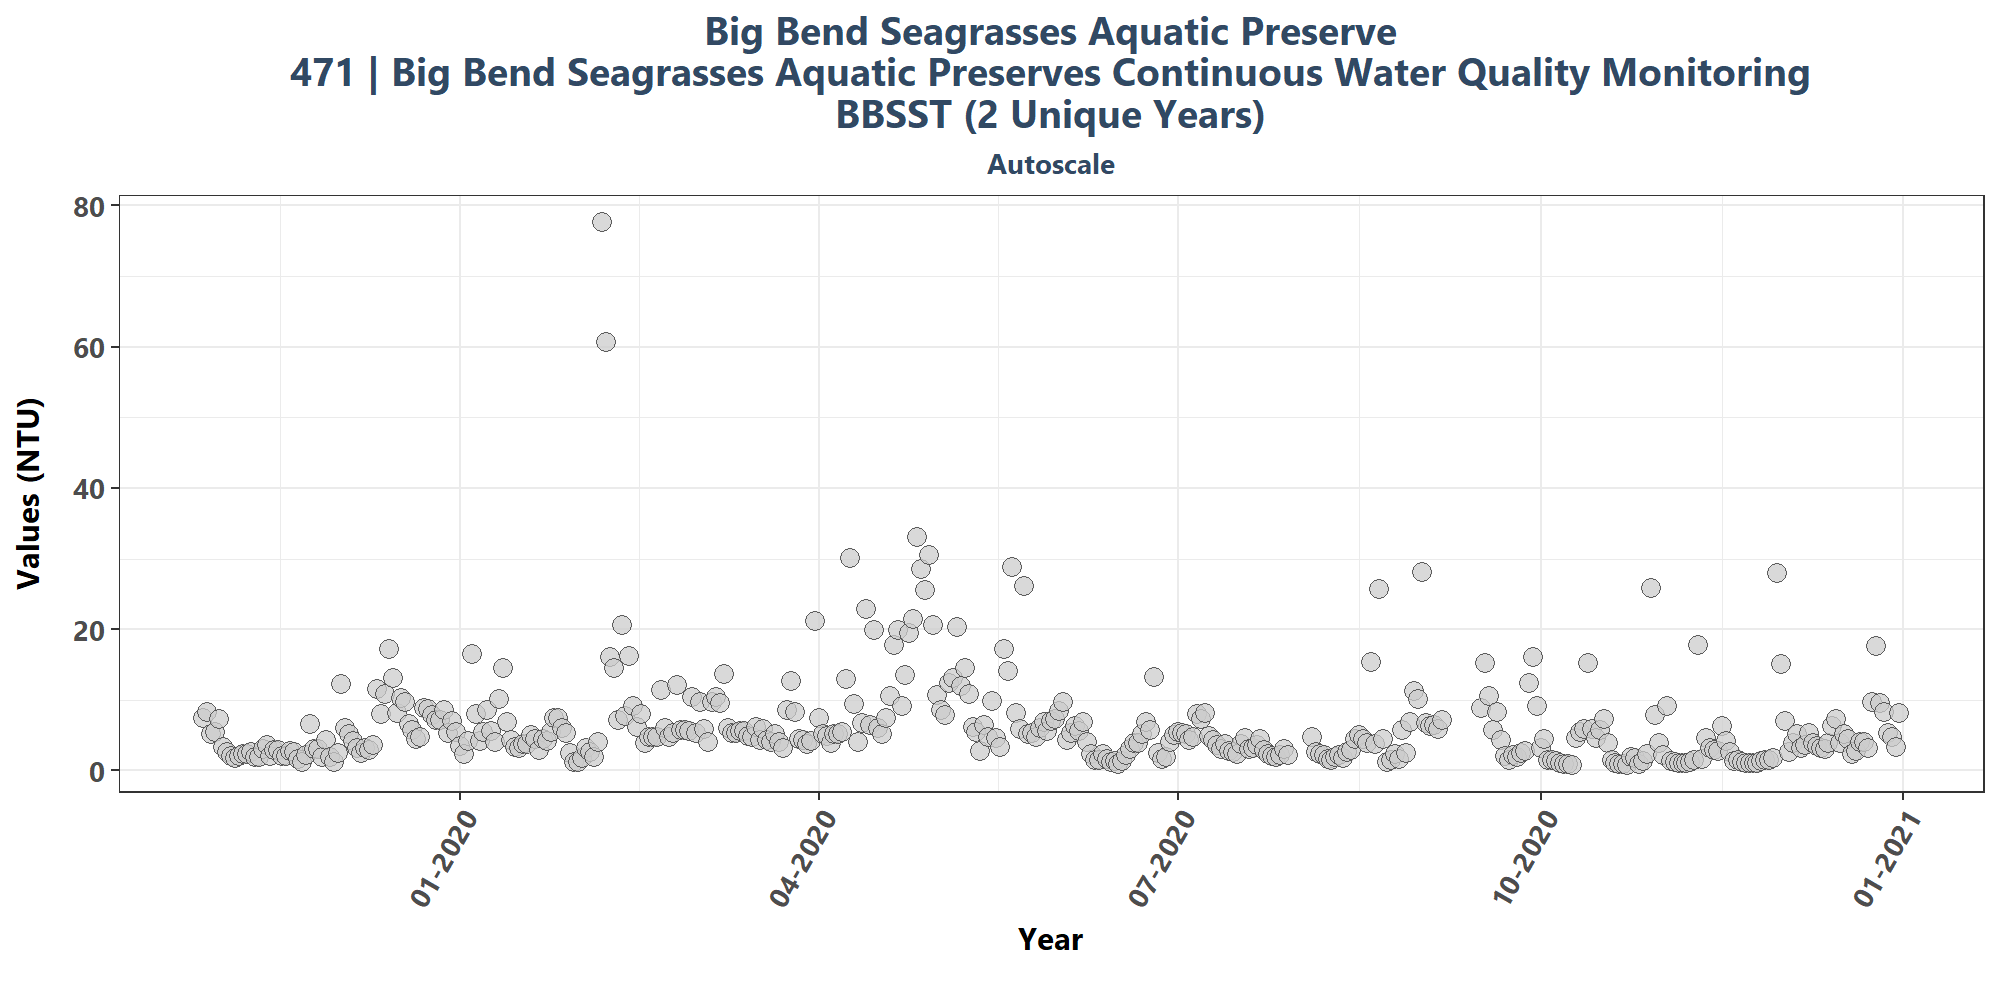 Big Bend Seagrasses Aquatic Preserve
471 | Big Bend Seagrasses Aquatic Preserves Continuous Water Quality Monitoring
BBSST (2 Unique Years)
Autoscale
Values (NTU)
80
60
40
20
0
01-2020
04-2020
07-2020
10-2020
01-2021
Year